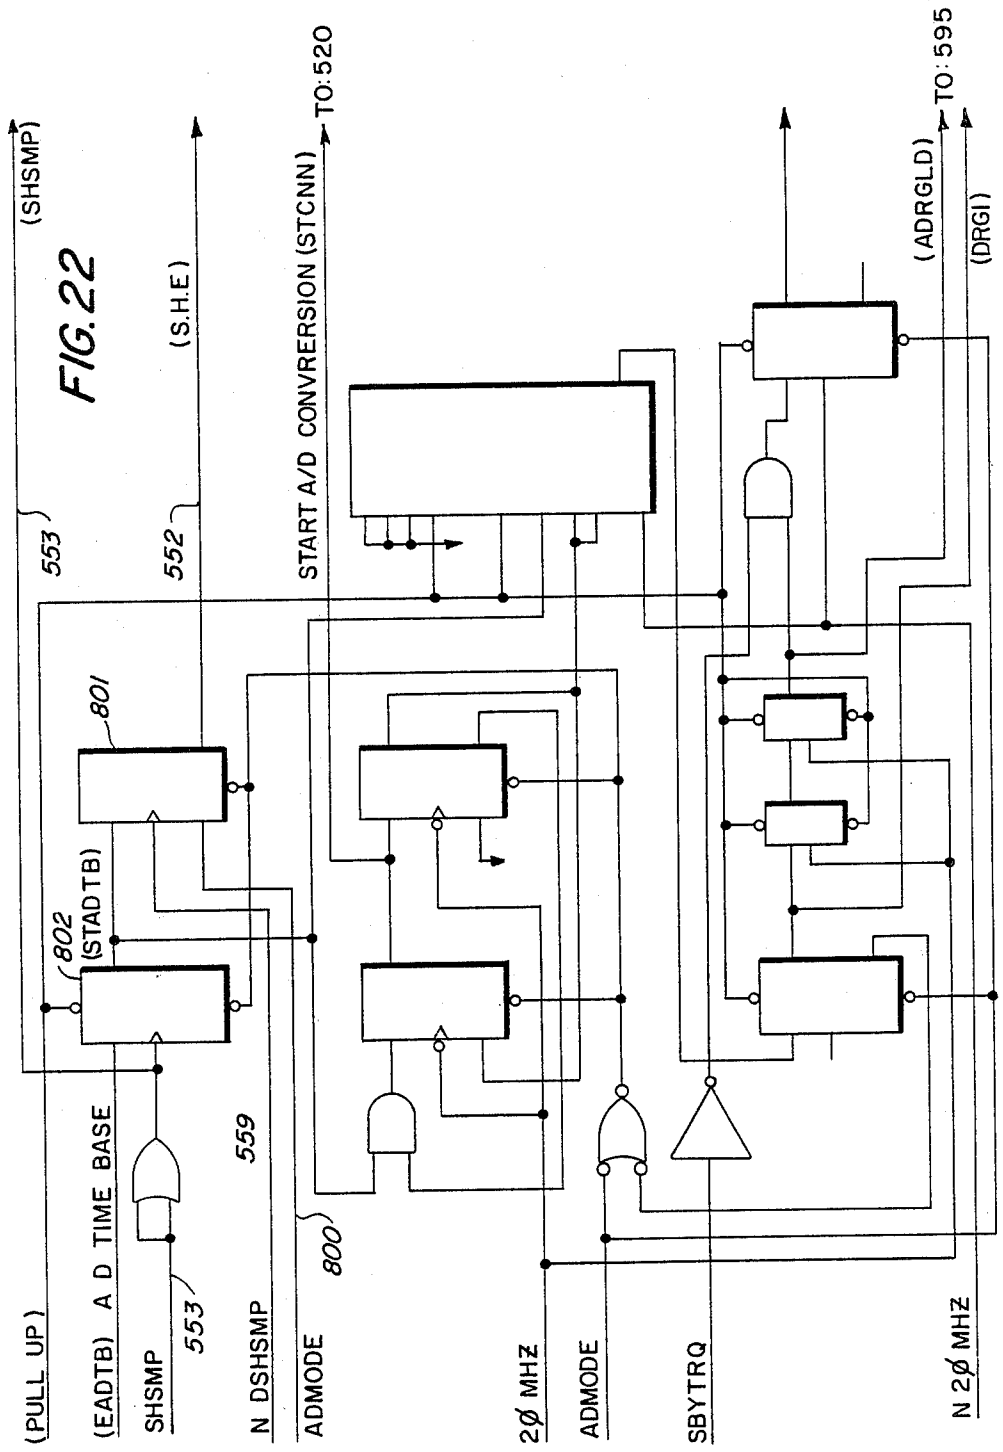 FIG. 22
(SHSMP)
553
(S.H.E)
552
START A/D CONVRERSION (STCNN)
TO: 520
801
802
(STADTB)
(PULL UP)
(EADTB) A D TIME BASE
SHSMP
553
559
N DSHSMP
ADMODE
800
2Ø MHZ
ADMODE
SBYTRQ
N 2Ø MHZ
(ADRGLD)
TO: 595
(DRGI)